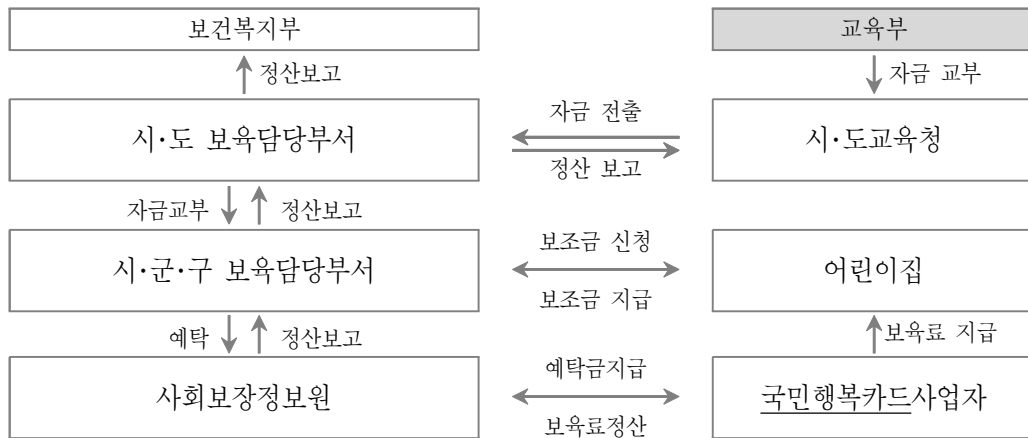 보건복지부
교육부
정산보고
자금 교부
시·도 보육담당부서
자금 전출
정산 보고
시·도교육청
자금교부
정산보고
시·군·구 보육담당부서
보조금 신청
보조금 지급
어린이집
예탁
정산보고
보육료 지급
사회보장정보원
예탁금지급
보육료정산
국민행복카드사업자